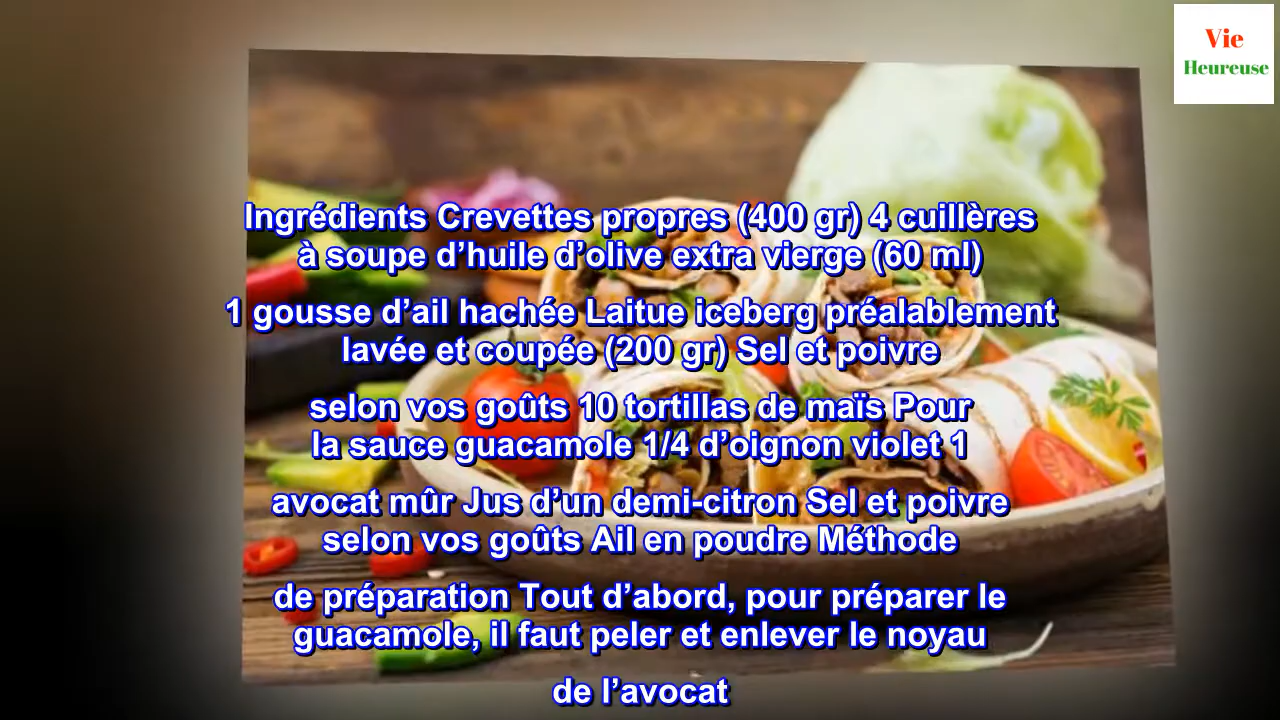 Vie
Heureuse
Ingrédients Crevettes propres (400 gr) 4 cuillères
à soupe d’huile d’olive extra vierge (60 ml)
1 gousse d’ail hachée Laitue iceberg préalablement
lavée et coupée (200 gr) Sel et poivre
selon vos goûts 10 tortillas de maïs Pour
la sauce guacamole 1/4 d’oignon violet 1
avocat mûr Jus d’un demi-citron Sel et poivre
selon vos goûts Ail en poudre Méthode
de préparation Tout d’abord, pour préparer le
guacamole, il faut peler et enlever le noyau
de l’avocat